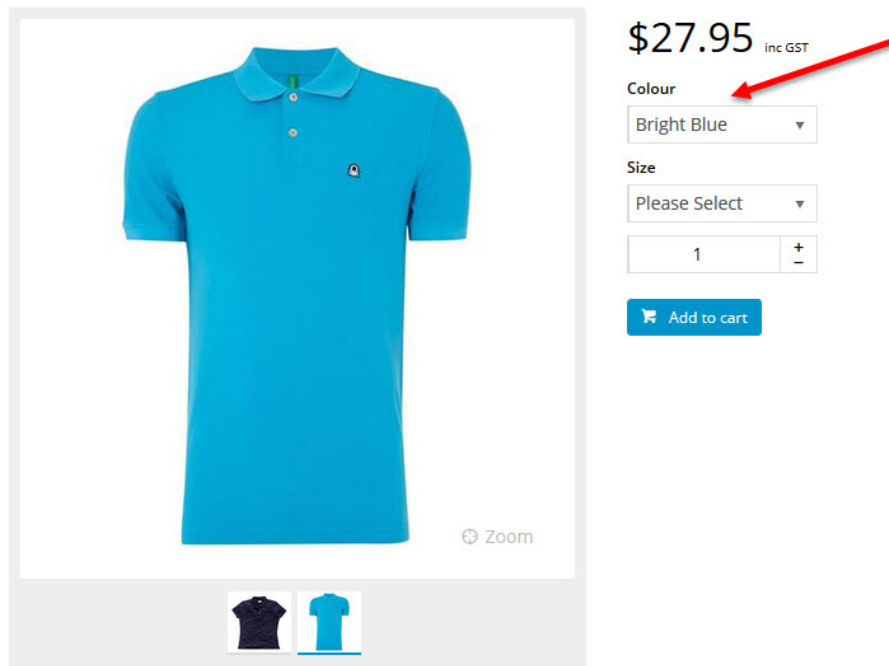 $27.95 inc GST
Colour
Bright Blue
Size
Please Select
1
+
−
Add to cart
Zoom